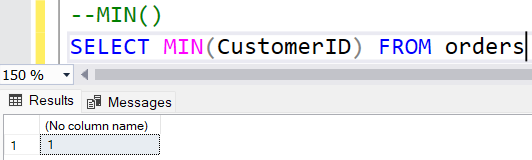 --MIN()
SELECT MIN(CustomerID) FROM orders
150 %
Results Messages
(No column name)
1 1